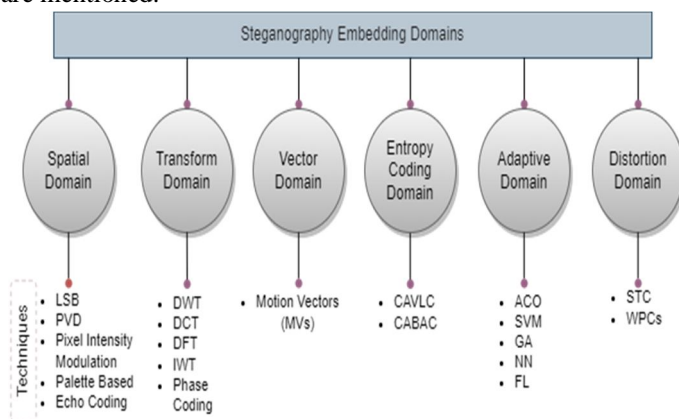 are mentioned.
Steganography Embedding Domains
Spatial
Domain
Transform
Domain
Vector
Domain
Entropy
Coding
Domain
Adaptive
Domain
Distortion
Domain
Techniques
• LSB
• PVD
• Pixel Intensity
Modulation
• Palette Based
• Echo Coding
• DWT
• DCT
• DFT
• IWT
• Phase
Coding
• Motion Vectors
(MVs)
• CAVLC
• CABAC
• ACO
• SVM
• GA
• NN
• FL
• STC
• WPCs